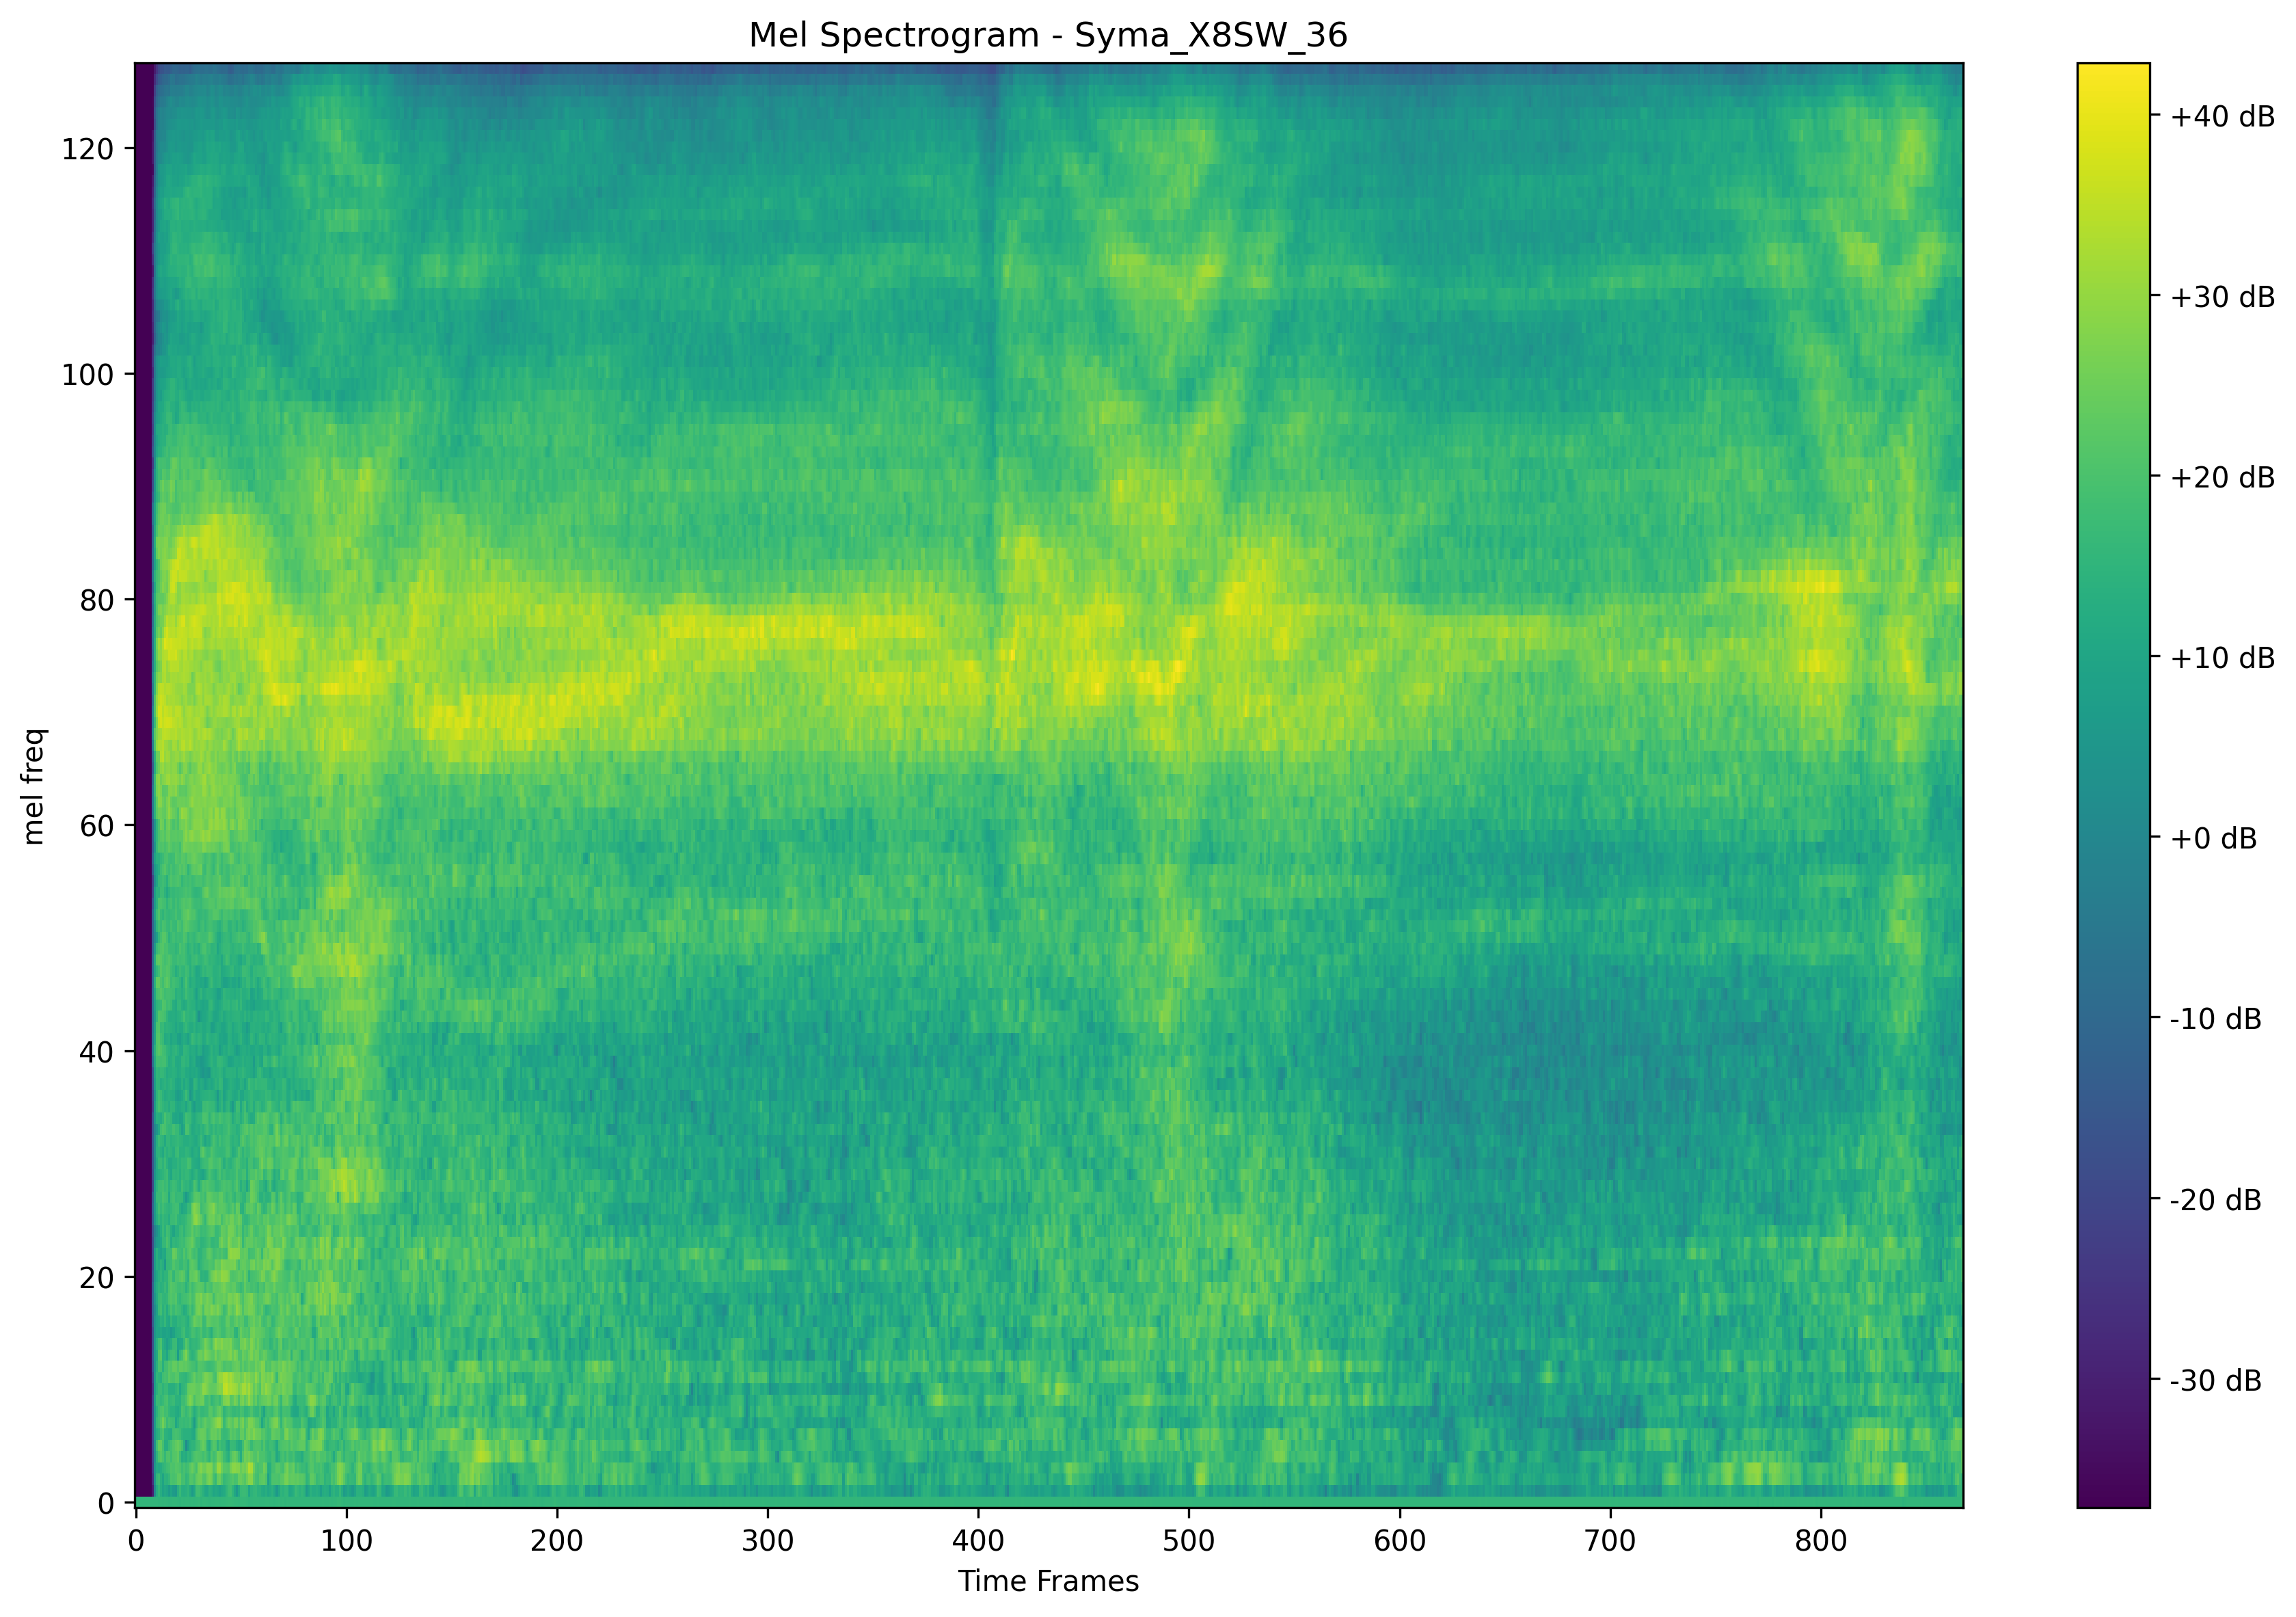 Mel Spectrogram - Syma_X8SW_36
mel freq
120
100
80
60
40
20
0
0 100 200 300 400 500 600 700 800
Time Frames
+40 dB
+30 dB
+20 dB
+10 dB
+0 dB
-10 dB
-20 dB
-30 dB